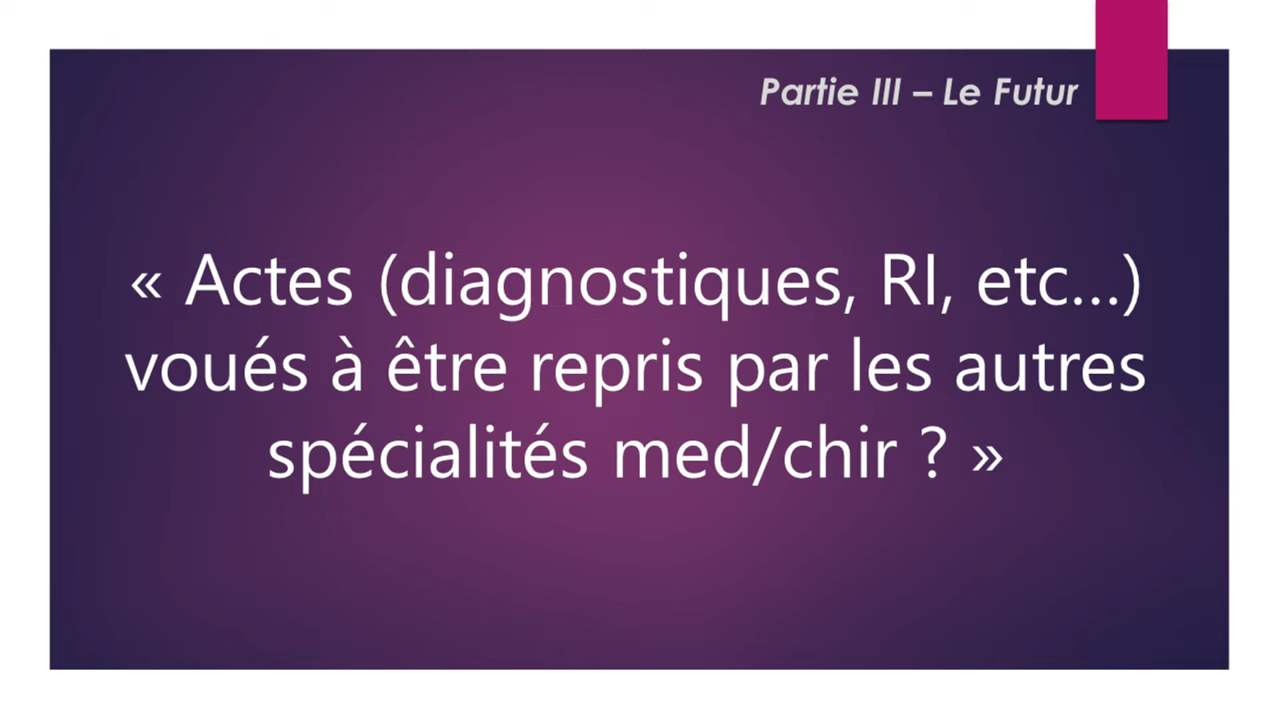 Partie III – Le Futur
« Actes (diagnostiques, RI, etc…)
voués à être repris par les autres
spécialités med/chir ? »